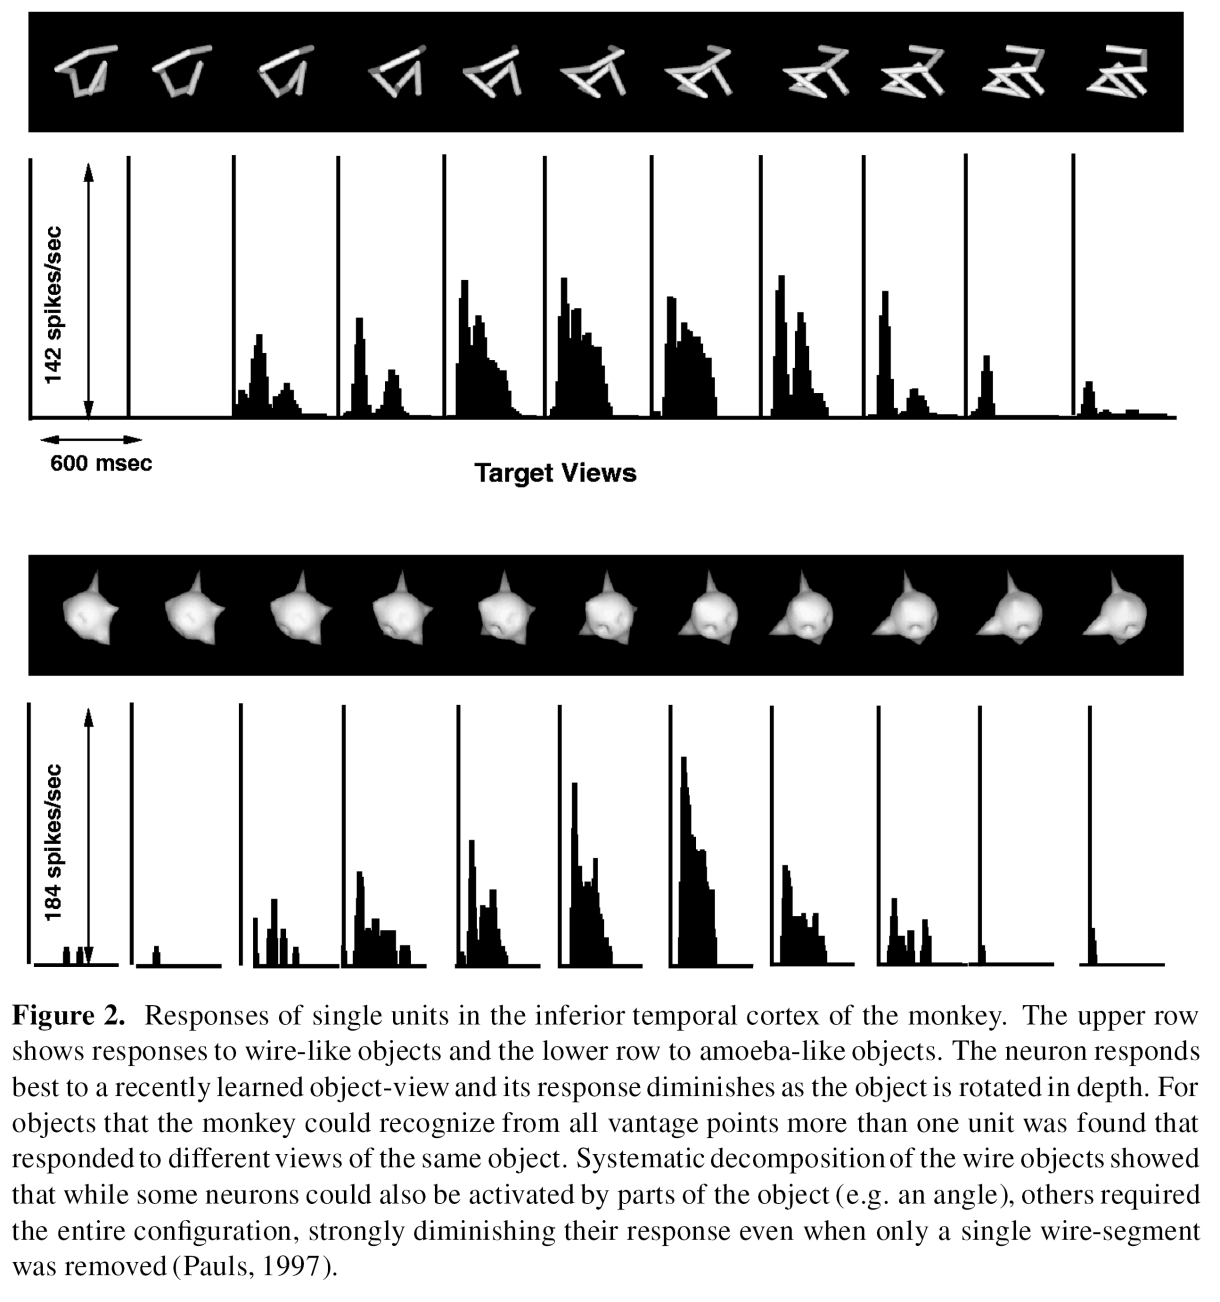 142 spikes/sec
600 msec
Target Views
184 spikes/sec
Figure 2. Responses of single units in the inferior temporal cortex of the monkey. The upper row
shows responses to wire-like objects and the lower row to amoeba-like objects. The neuron responds
best to a recently learned object-view and its response diminishes as the object is rotated in depth. For
objects that the monkey could recognize from all vantage points more than one unit was found that
responded to different views of the same object. Systematic decomposition of the wire objects showed
that while some neurons could also be activated by parts of the object (e.g. an angle), others required
the entire configuration, strongly diminishing their response even when only a single wire-segment
was removed (Pauls, 1997).